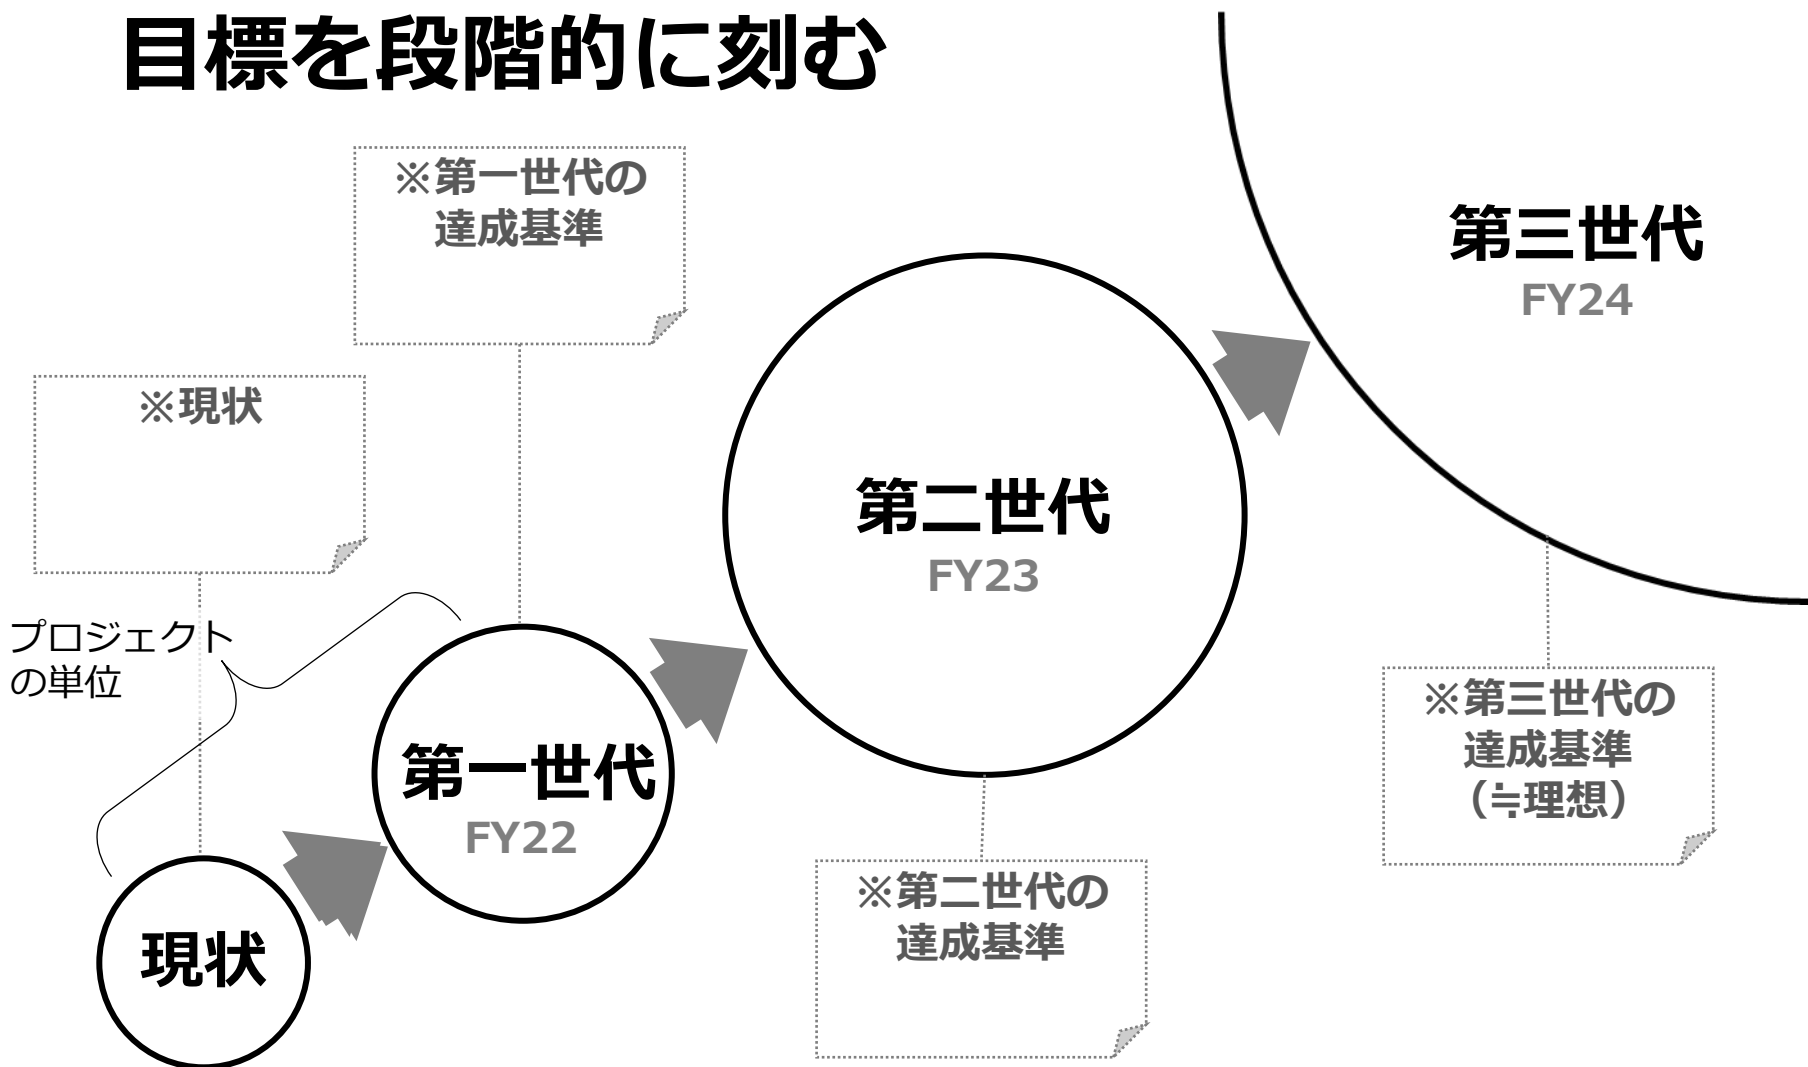 目標を段階的に刻む
※第一世代の
達成基準
第三世代
FY24
※現状
第二世代
FY23
プロジェクト
の単位
※第三世代の
達成基準
（≒理想）
第一世代
FY22
※第二世代の
達成基準
現状